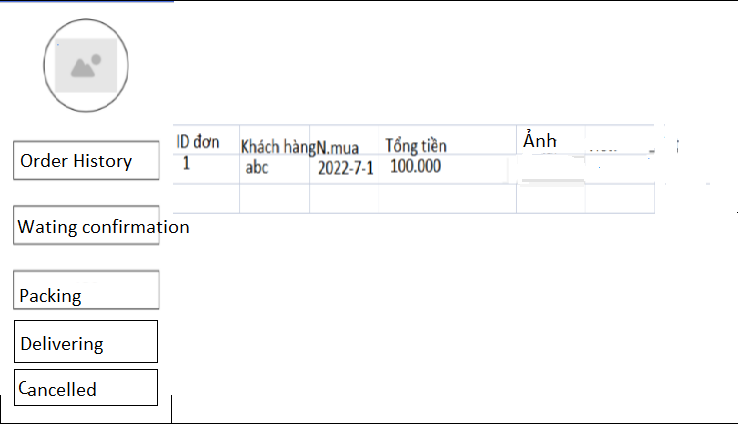 ID đơn Khách hàng N.mua Tổng tiền Ảnh
1 abc 2022-7-1 100.000
Order History
Wating confirmation
Packing
Delivering
Cancelled